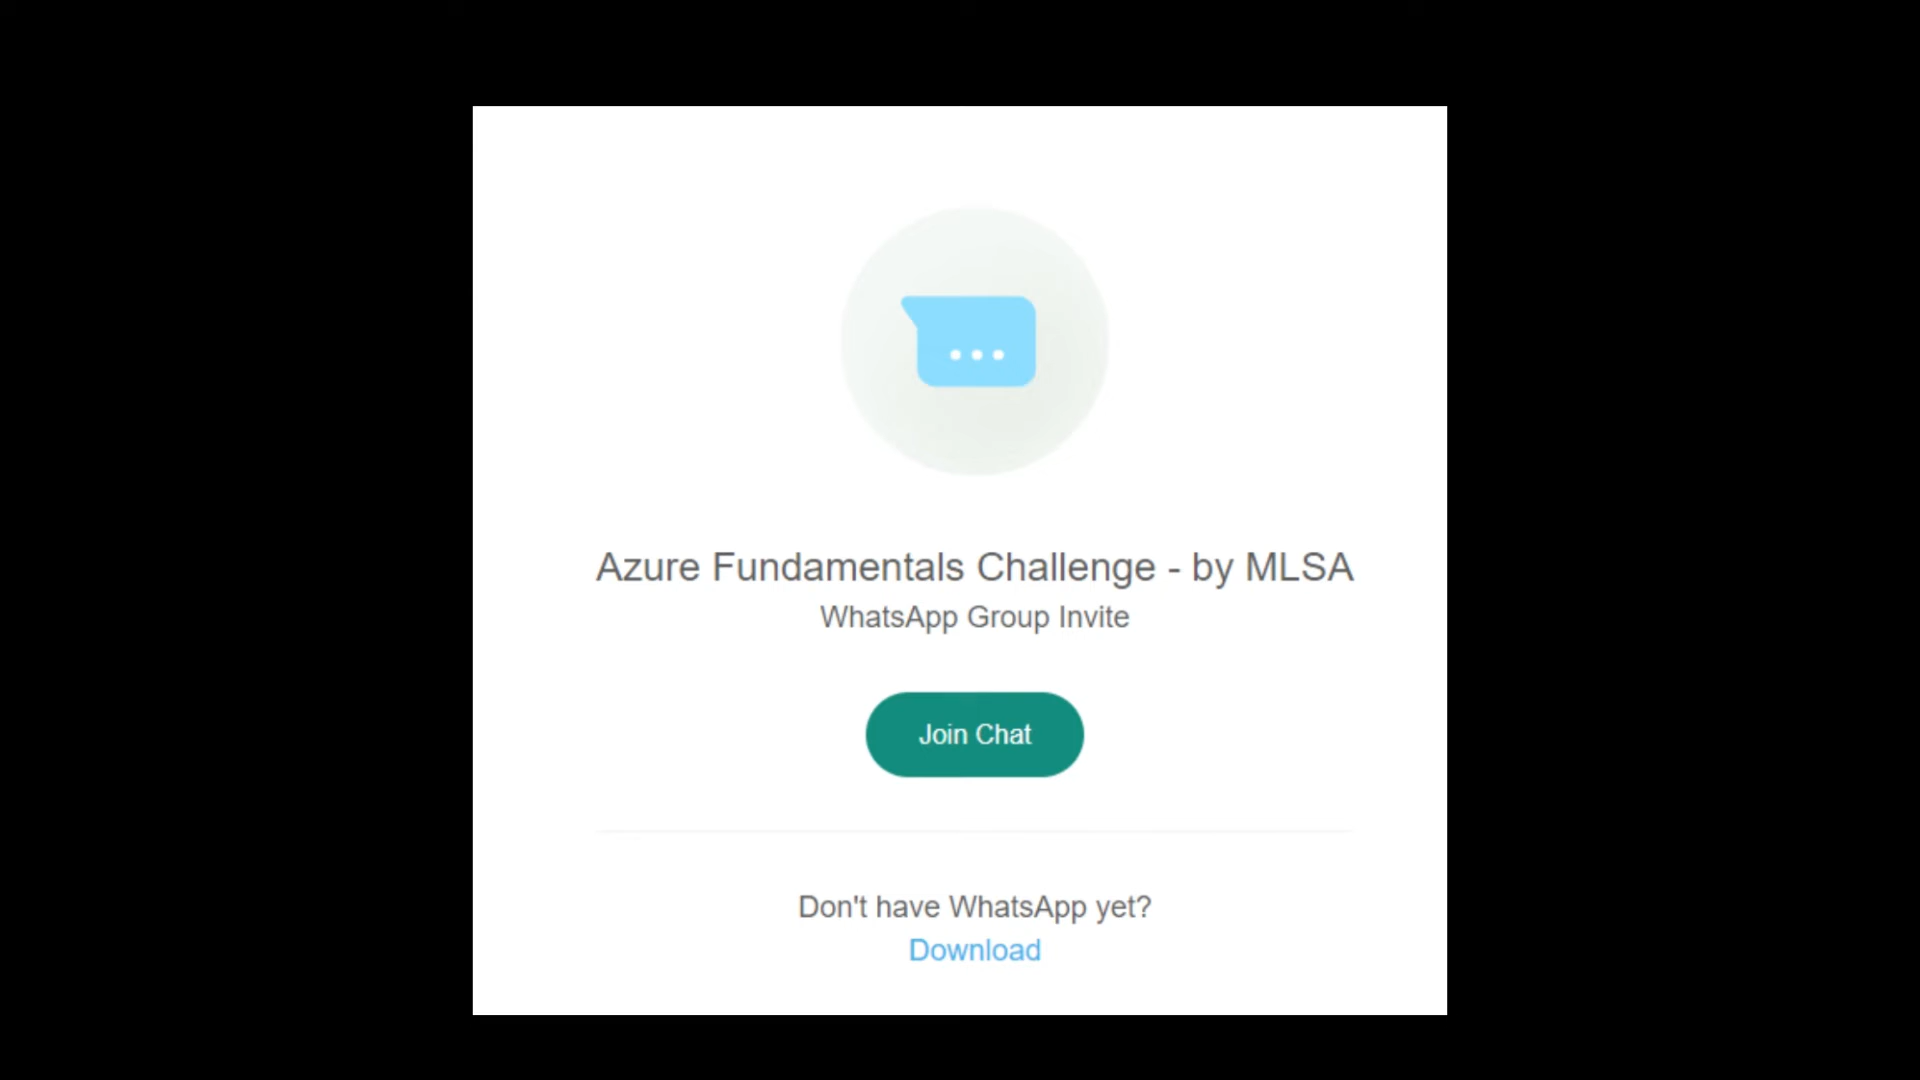 Azure Fundamentals Challenge - by MLSA
WhatsApp Group Invite
Join Chat
Don't have WhatsApp yet?
Download